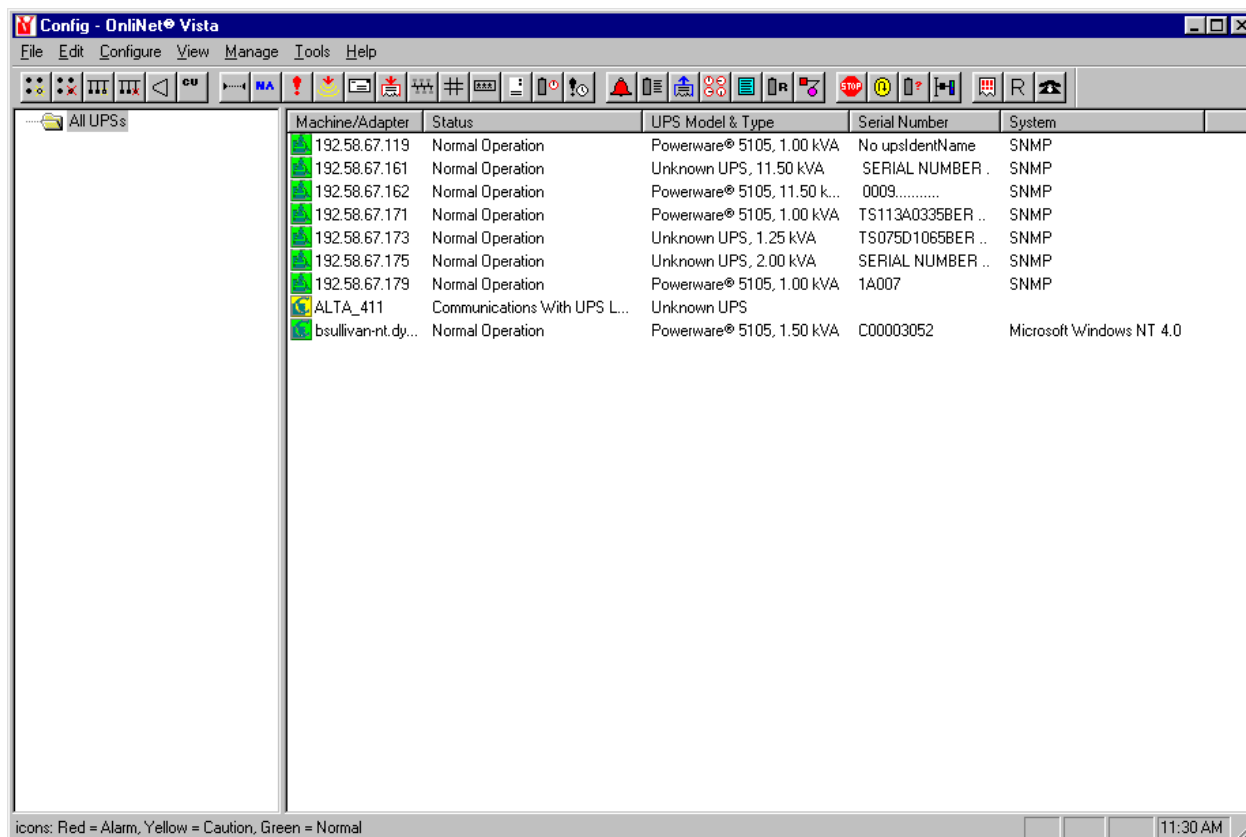 Config - OnliNet® Vista
File Edit Configure View Manage Tools Help
CU NA STOP R R
All UPSs
Machine/Adapter Status UPS Model & Type Serial Number System
192.58.67.119 Normal Operation Powerware® 5105, 1.00 kVA No upsIdentName SNMP
192.58.67.161 Normal Operation Unknown UPS, 11.50 kVA SERIAL NUMBER . SNMP
192.58.67.162 Normal Operation Powerware® 5105, 11.50 k... 0009.......... SNMP
192.58.67.171 Normal Operation Powerware® 5105, 1.00 kVA TS113A0335BER .. SNMP
192.58.67.173 Normal Operation Unknown UPS, 1.25 kVA TS075D1065BER .. SNMP
192.58.67.175 Normal Operation Unknown UPS, 2.00 kVA SERIAL NUMBER .. SNMP
192.58.67.179 Normal Operation Powerware® 5105, 1.00 kVA 1A007 SNMP
ALTA_411 Communications With UPS L... Unknown UPS
bsullivan-nt.dy... Normal Operation Powerware® 5105, 1.50 kVA C00003052 Microsoft Windows NT 4.0
icons: Red = Alarm, Yellow = Caution, Green = Normal 11:30 AM